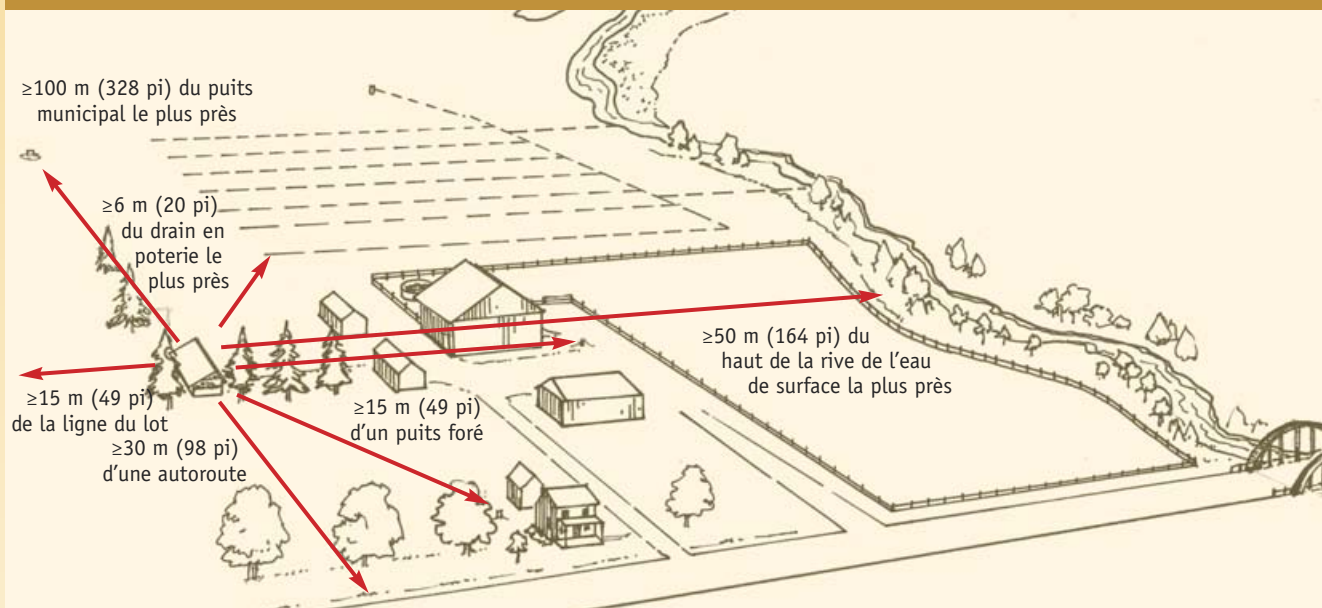 ≥100 m (328 pi) du puits
municipal le plus près
≥6 m (20 pi)
du drain en
poterie le
plus près
≥50 m (164 pi) du
haut de la rive de l'eau
de surface la plus près
≥15 m (49 pi)
de la ligne du lot
≥15 m (49 pi)
d'un puits foré
≥30 m (98 pi)
d'une autoroute